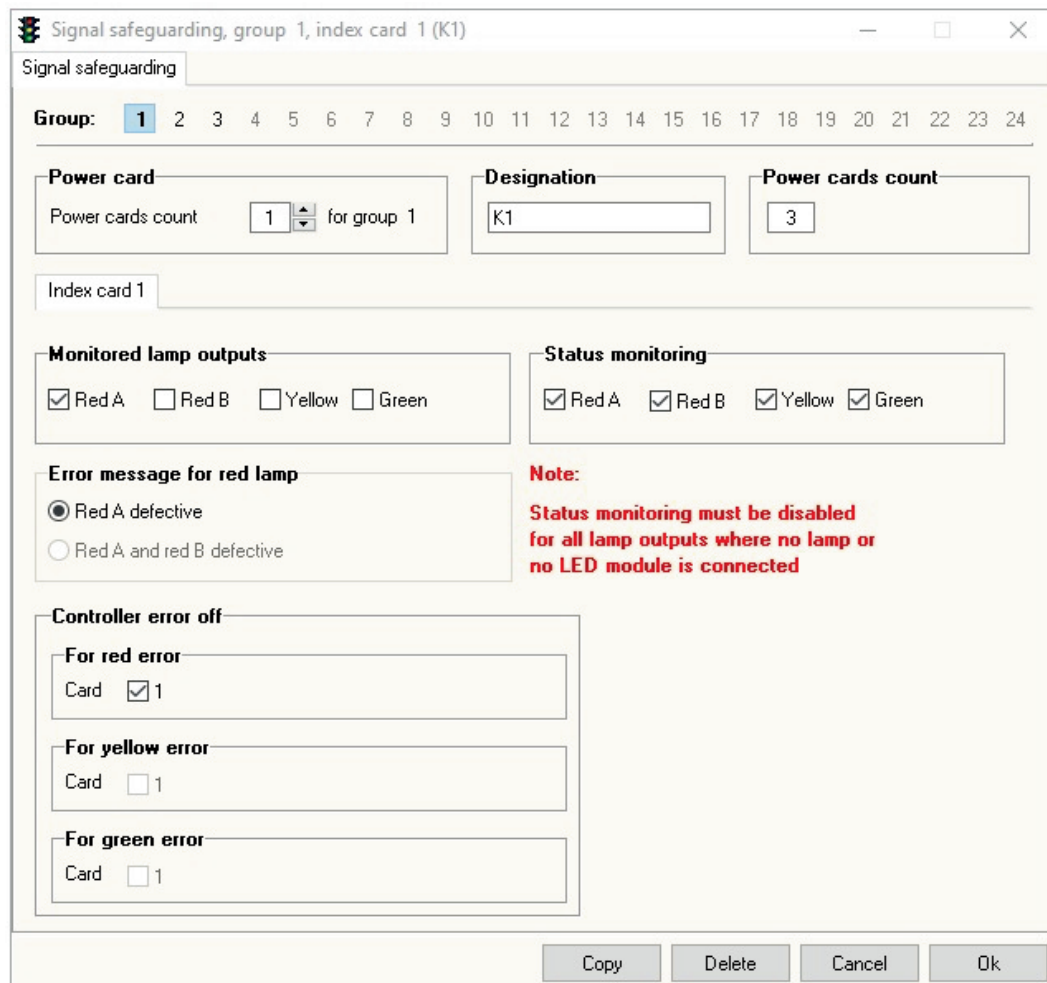 Signal safeguarding, group 1, index card 1 (K1)
Signal safeguarding
Group: 1 2 3 4 5 6 7 8 9 10 11 12 13 14 15 16 17 18 19 20 21 22 23 24
Power card
Power cards count 1 for group 1
Designation
K1
Power cards count
3
Index card 1
Monitored lamp outputs
Red A Red B Yellow Green
Status monitoring
Red A Red B Yellow Green
Error message for red lamp
Red A defective
Red A and red B defective
Note:
Status monitoring must be disabled
for all lamp outputs where no lamp or
no LED module is connected
Controller error off
For red error
Card 1
For yellow error
Card 1
For green error
Card 1
Copy Delete Cancel Ok